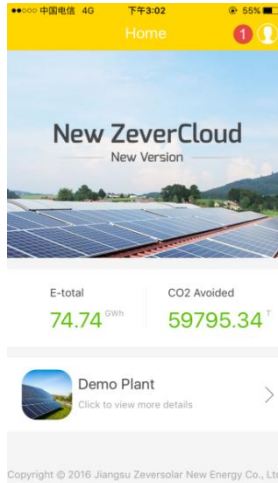 中国电信 4G 下午3:02 55%
Home 1
New ZeverCloud
New Version
E-total CO2 Avoided
74.74 GWh 59795.34 T
Demo Plant
Click to view more details
Copyright © 2016 Jiangsu Zeversolar New Energy Co., Lt